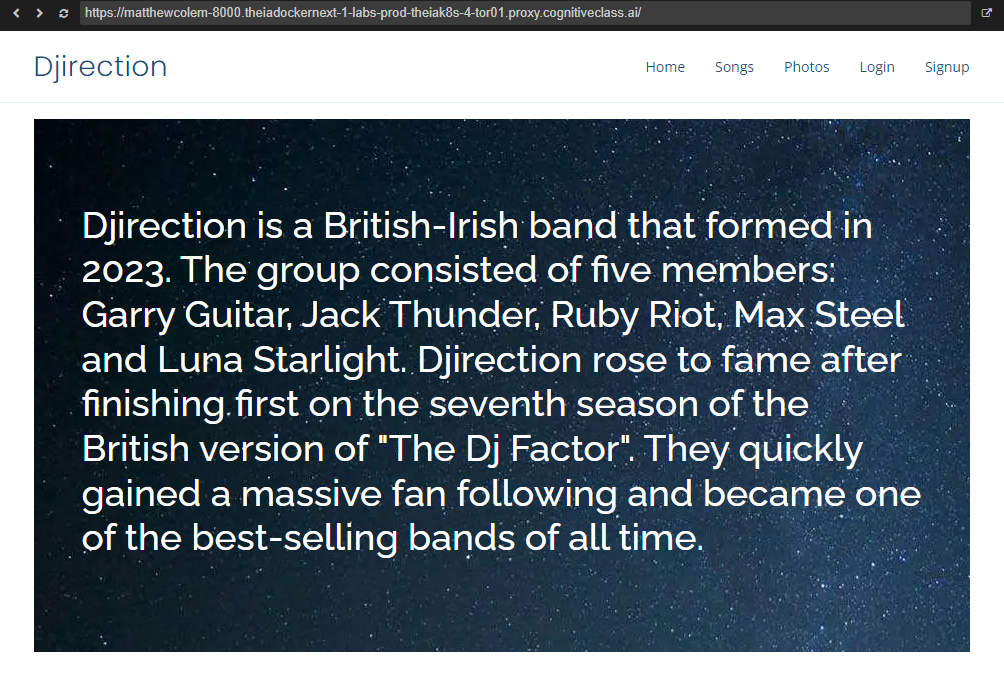 https://matthewcolem-8000.theiadockernext-1-labs-prod-theiak8s-4-tor01.proxy.cognitiveclass.ai/
Djirection
Home
Songs
Photos
Login
Signup
Djirection is a British-Irish band that formed in
2023. The group consisted of five members:
Garry Guitar, Jack Thunder, Ruby Riot, Max Steel
and Luna Starlight. Djirection rose to fame after
finishing first on the seventh season of the
British version of "The Dj Factor". They quickly
gained a massive fan following and became one
of the best-selling bands of all time.